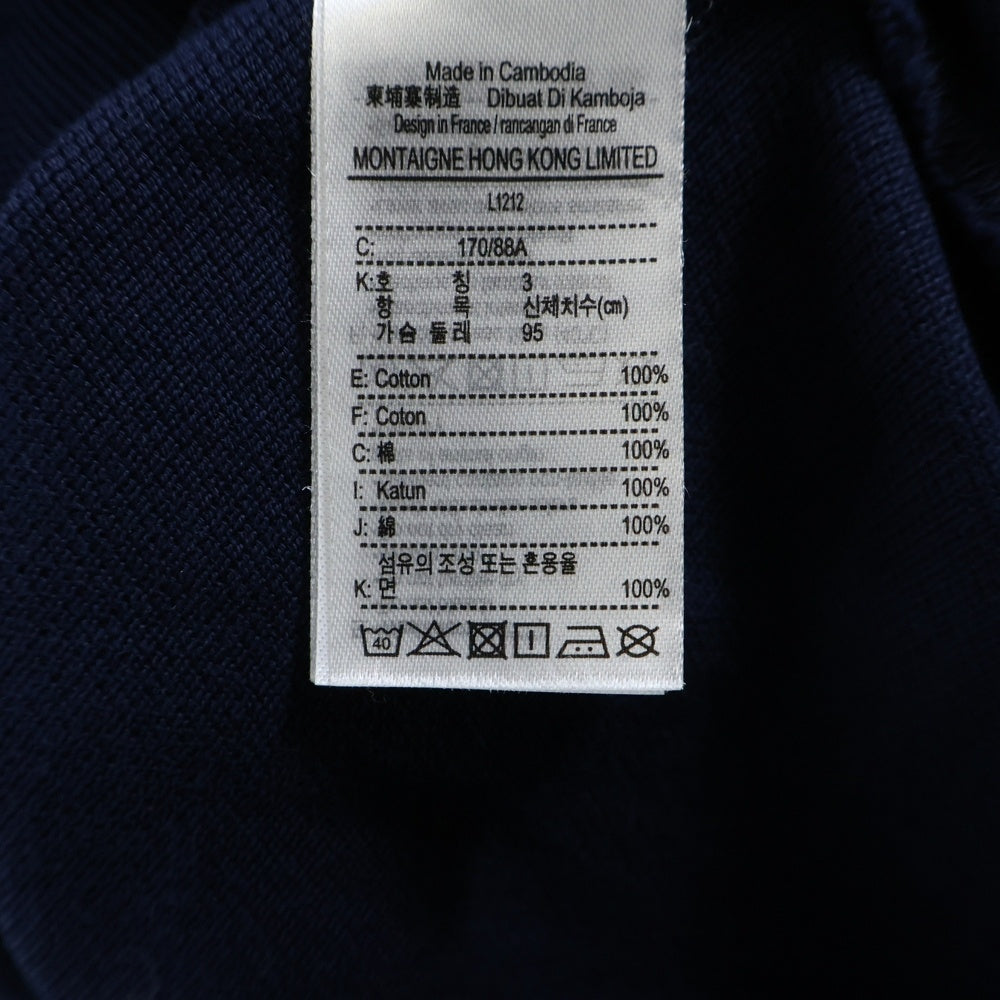 Made in Cambodia
柬埔寨制造 Dibuat Di Kamboja
Design in France / rancangan di France
MONTAIGNE HONG KONG LIMITED
L1212
C: 170/88A
K:호 칭 3
항 목 신체치수(㎝)
가슴 둘레 95
E: Cotton 100%
F: Coton 100%
C: 棉 100%
I: Katun 100%
J: 綿 100%
섬유의 조성 또는 혼용율
K: 면 100%
40